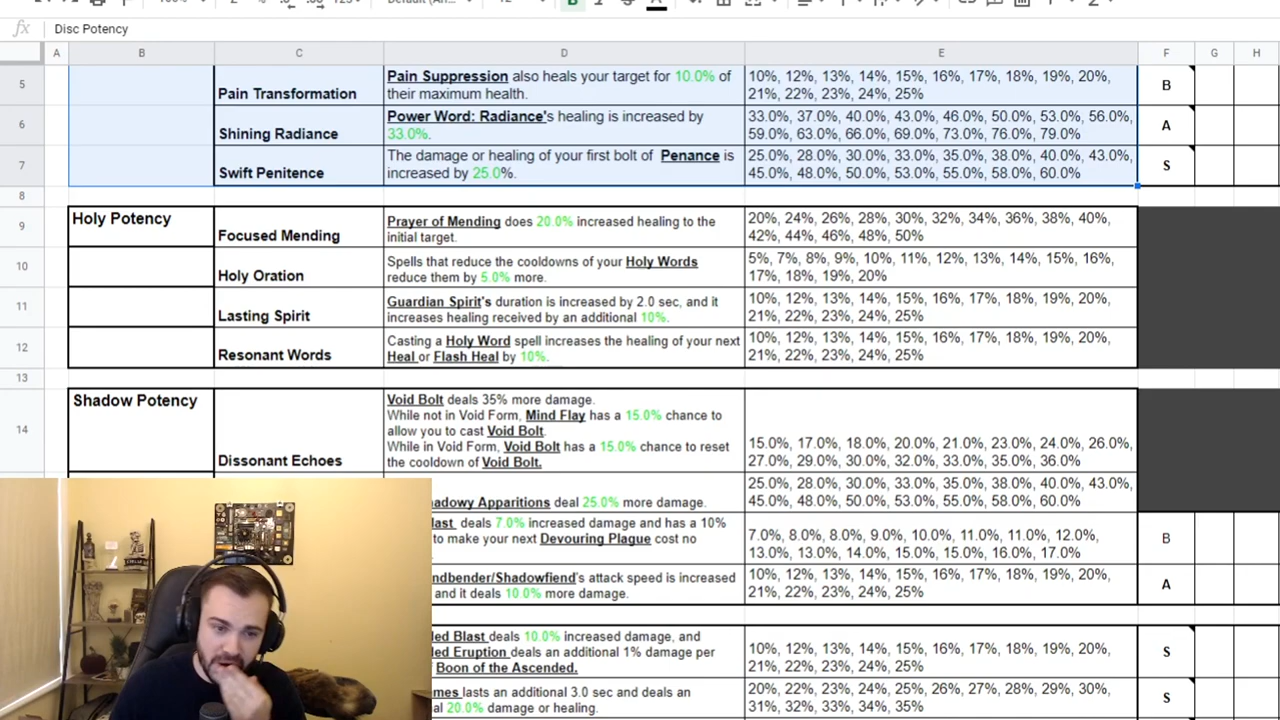 Disc Potency
A B C D E F G H
5 Pain Transformation Pain Suppression also heals your target for 10.0% of 10%, 12%, 13%, 14%, 15%, 16%, 17%, 18%, 19%, 20%, B
their maximum health. 21%, 22%, 23%, 24%, 25%
6 Shining Radiance Power Word: Radiance's healing is increased by 33.0%, 37.0%, 40.0%, 43.0%, 46.0%, 50.0%, 53.0%, 56.0%, A
33.0%. 59.0%, 63.0%, 66.0%, 69.0%, 73.0%, 76.0%, 79.0%
7 Swift Penitence The damage or healing of your first bolt of Penance is 25.0%, 28.0%, 30.0%, 33.0%, 35.0%, 38.0%, 40.0%, 43.0%, S
increased by 25.0%. 45.0%, 48.0%, 50.0%, 53.0%, 55.0%, 58.0%, 60.0%
8
9 Holy Potency Focused Mending Prayer of Mending does 20.0% increased healing to the 20%, 24%, 26%, 28%, 30%, 32%, 34%, 36%, 38%, 40%,
initial target. 42%, 44%, 46%, 48%, 50%
10 Holy Oration Spells that reduce the cooldowns of your Holy Words 5%, 7%, 8%, 9%, 10%, 11%, 12%, 13%, 14%, 15%, 16%,
reduce them by 5.0% more. 17%, 18%, 19%, 20%
11 Lasting Spirit Guardian Spirit's duration is increased by 2.0 sec, and it 10%, 12%, 13%, 14%, 15%, 16%, 17%, 18%, 19%, 20%,
increases healing received by an additional 10%. 21%, 22%, 23%, 24%, 25%
12 Resonant Words Casting a Holy Word spell increases the healing of your next 10%, 12%, 13%, 14%, 15%, 16%, 17%, 18%, 19%, 20%,
Heal or Flash Heal by 10%. 21%, 22%, 23%, 24%, 25%
13
14 Shadow Potency Dissonant Echoes Void Bolt deals 35% more damage.
While not in Void Form, Mind Flay has a 15.0% chance to
allow you to cast Void Bolt.
While in Void Form, Void Bolt has a 15.0% chance to reset 15.0%, 17.0%, 18.0%, 20.0%, 21.0%, 23.0%, 24.0%, 26.0%,
the cooldown of Void Bolt. 27.0%, 29.0%, 30.0%, 32.0%, 33.0%, 35.0%, 36.0%
25.0%, 28.0%, 30.0%, 33.0%, 35.0%, 38.0%, 40.0%, 43.0%,
adowy Apparitions deal 25.0% more damage. 45.0%, 48.0%, 50.0%, 53.0%, 55.0%, 58.0%, 60.0%
last deals 7.0% increased damage and has a 10% 7.0%, 8.0%, 8.0%, 9.0%, 10.0%, 11.0%, 11.0%, 12.0%, B
to make your next Devouring Plague cost no 13.0%, 13.0%, 14.0%, 15.0%, 15.0%, 16.0%, 17.0%
ndbender/Shadowfiend's attack speed is increased 10%, 12%, 13%, 14%, 15%, 16%, 17%, 18%, 19%, 20%, A
and it deals 10.0% more damage. 21%, 22%, 23%, 24%, 25%
ed Blast deals 10.0% increased damage, and 10%, 12%, 13%, 14%, 15%, 16%, 17%, 18%, 19%, 20%, S
ed Eruption deals an additional 1% damage per 21%, 22%, 23%, 24%, 25%
Boon of the Ascended.
mes lasts an additional 3.0 sec and deals an 20%, 22%, 23%, 24%, 25%, 26%, 27%, 28%, 29%, 30%, S
al 20.0% damage or healing. 31%, 32%, 33%, 34%, 35%